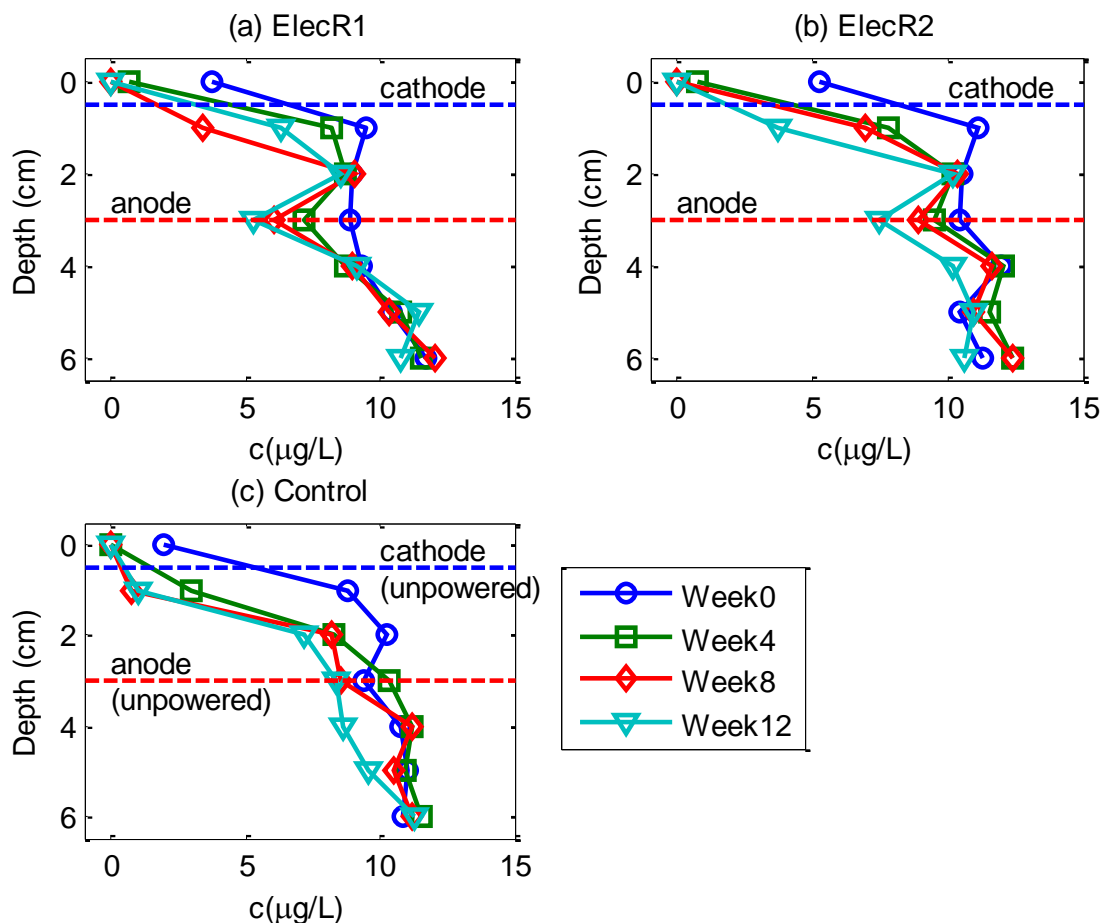 (a) ElecR1
0
2
4
6
Depth (cm)
cathode
anode
0 5 10 15
c(μg/L)
(b) ElecR2
0
2
4
6
Depth (cm)
cathode
anode
0 5 10 15
c(μg/L)
(c) Control
0
2
4
6
Depth (cm)
cathode
(unpowered)
anode
(unpowered)
0 5 10 15
c(μg/L)
Week0
Week4
Week8
Week12